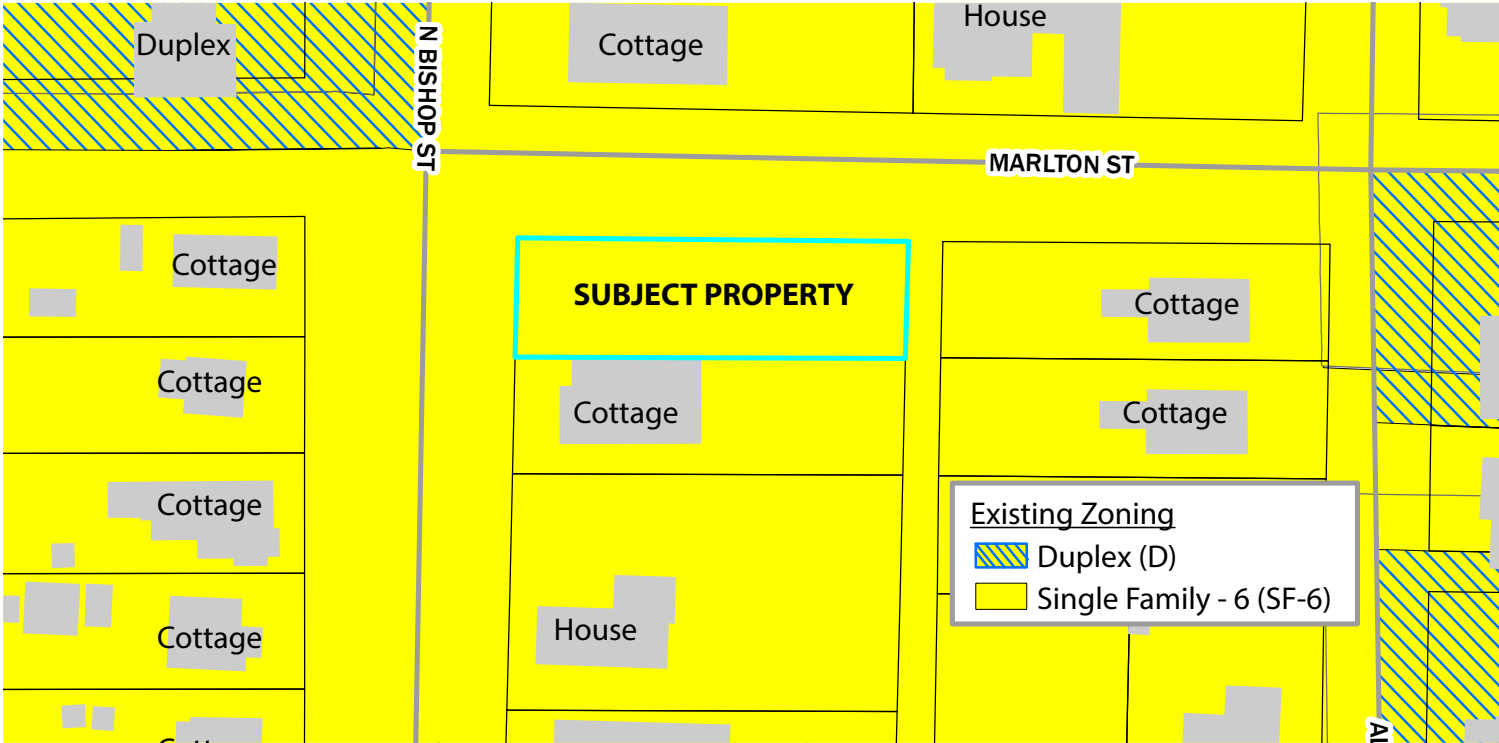 Duplex
N BISHOP ST
Cottage
House
MARLTON ST
Cottage
SUBJECT PROPERTY
Cottage
Cottage
Cottage
Cottage
Cottage
Cottage
House
Existing Zoning
Duplex (D)
Single Family - 6 (SF-6)
Cottage